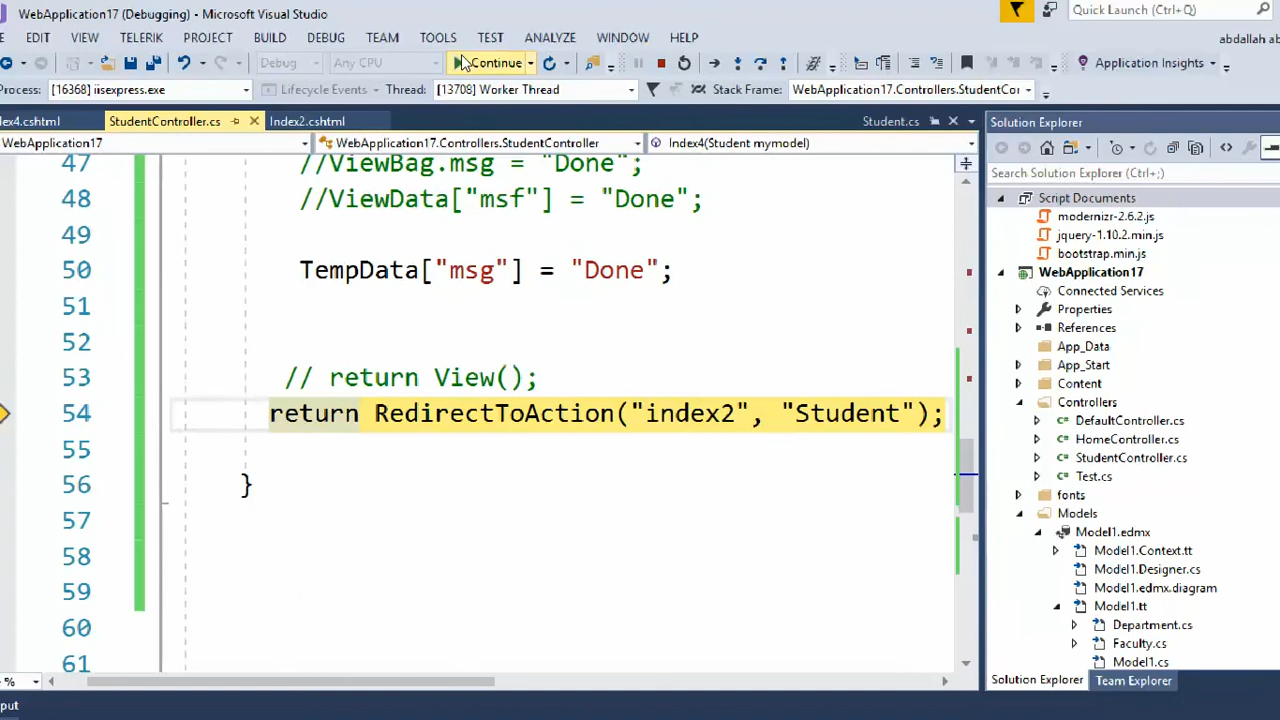 WebApplication17 (Debugging) - Microsoft Visual Studio
Quick Launch (Ctrl+Q)
EDIT VIEW TELERIK PROJECT BUILD DEBUG TEAM TOOLS TEST ANALYZE WINDOW HELP
abdallah ab
Debug Any CPU Continue Application Insights
Process: [16368] iisexpress.exe Lifecycle Events Thread: [13708] Worker Thread Stack Frame: WebApplication17.Controllers.StudentCor
ex4.cshtml StudentController.cs Index2.cshtml Student.cs
WebApplication17 WebApplication17.Controllers.StudentController Index4(Student mymodel)
47 //ViewBag.msg = "Done";
48 //ViewData["msf"] = "Done";
49
50 TempData["msg"] = "Done";
51
52
53 // return View();
54 return RedirectToAction("index2", "Student");
55
56 }
57
58
59
60
61
%
put
Solution Explorer
Search Solution Explorer (Ctrl+;)
Script Documents
modernizr-2.6.2.js
jquery-1.10.2.min.js
bootstrap.min.js
WebApplication17
Connected Services
Properties
References
App_Data
App_Start
Content
Controllers
DefaultController.cs
HomeController.cs
StudentController.cs
Test.cs
fonts
Models
Model1.edmx
Model1.Context.tt
Model1.Designer.cs
Model1.edmx.diagram
Model1.tt
Department.cs
Faculty.cs
Model1.cs
Solution Explorer Team Explorer